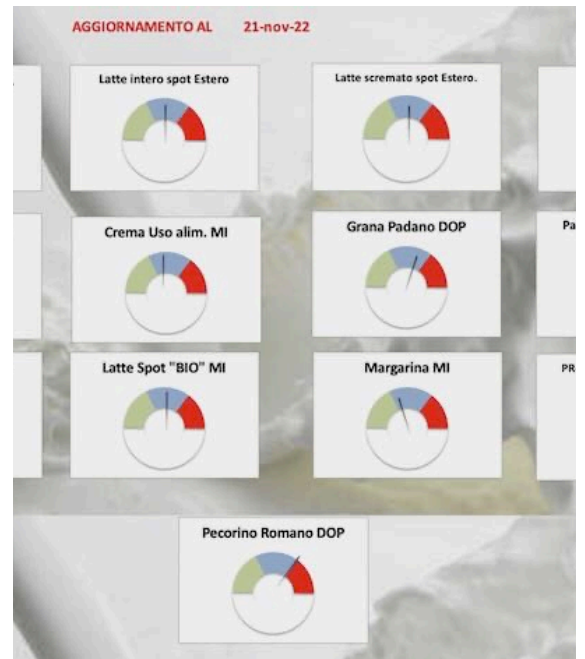 AGGIORNAMENTO AL 21-nov-22
Latte intero spot Estero
Latte scremato spot Estero.
Crema Uso alim. MI
Grana Padano DOP
Latte Spot "BIO" MI
Margarina MI
Pecorino Romano DOP